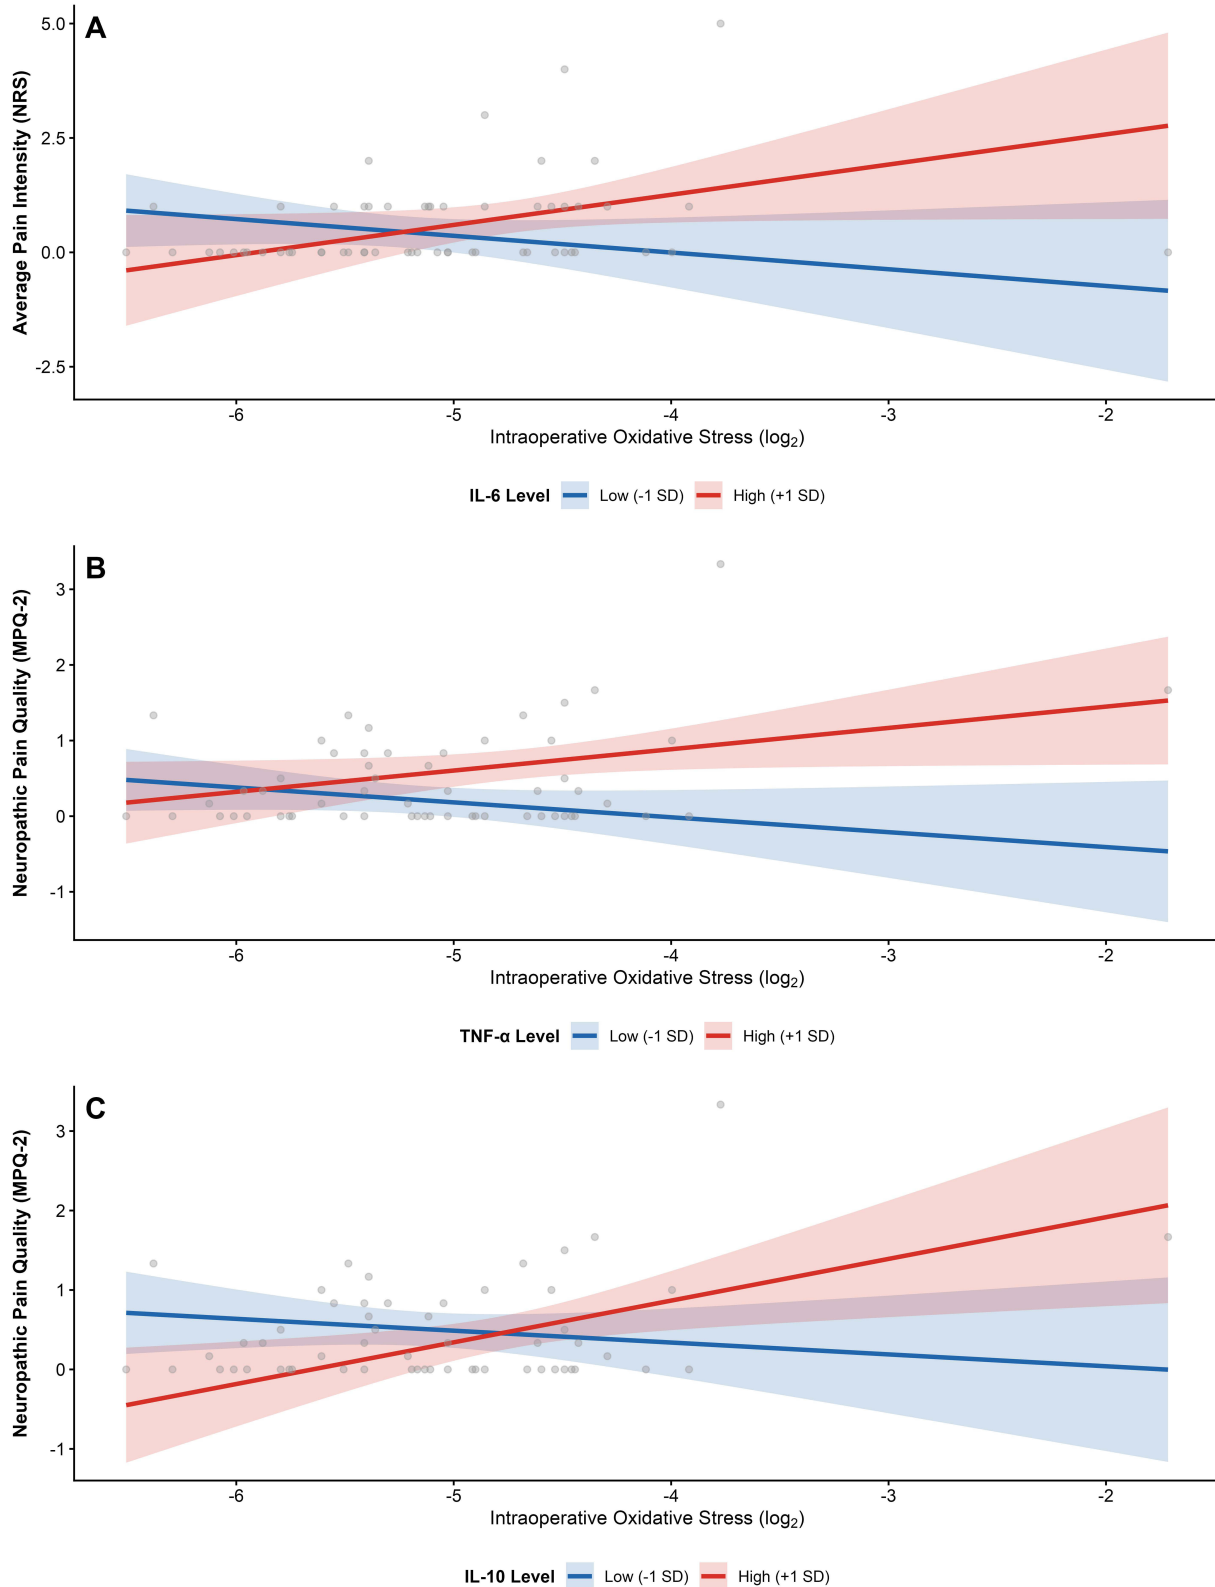 A
Average Pain Intensity (NRS)
5.0
2.5
0.0
-2.5
-6 -5 -4 -3 -2
Intraoperative Oxidative Stress (log₂)
IL-6 Level Low (-1 SD) High (+1 SD)
B
Neuropathic Pain Quality (MPQ-2)
3
2
1
0
-1
-6 -5 -4 -3 -2
Intraoperative Oxidative Stress (log₂)
TNF-α Level Low (-1 SD) High (+1 SD)
C
Neuropathic Pain Quality (MPQ-2)
3
2
1
0
-1
-6 -5 -4 -3 -2
Intraoperative Oxidative Stress (log₂)
IL-10 Level Low (-1 SD) High (+1 SD)